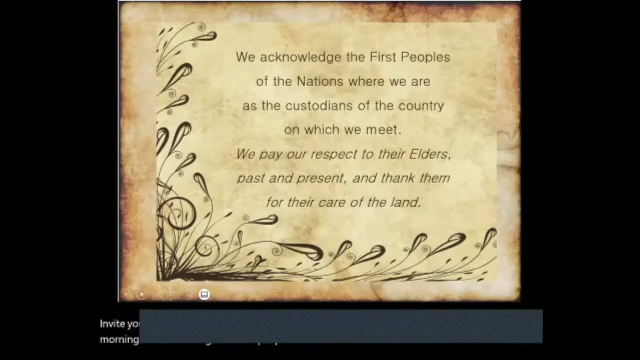 We acknowledge the First Peoples
of the Nations where we are
as the custodians of the country
on which we meet.
We pay our respect to their Elders,
past and present, and thank them
for their care of the land.
Invite
morning